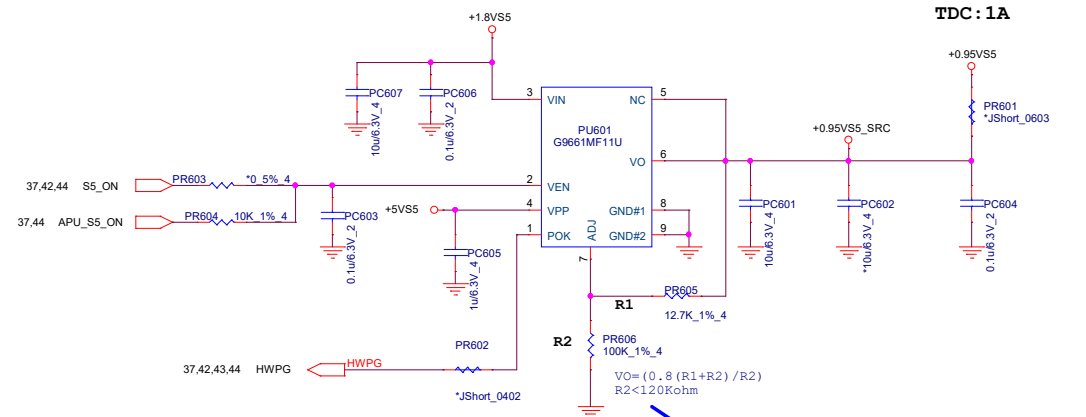 TDC:1A
+1.8VS5
+0.95VS5
PC607
10u/6.3V_4
PC606
0.1u/6.3V_2
3
VIN
NC
5
PU601
G9661MF11U
PR601
*JShort_0603
+0.95VS5_SRC
VO
6
37,42,44 S5_ON
PR603
*0_5%_4
2
VEN
37,44 APU_S5_ON
PR604
10K_1%_4
PC603
0.1u/6.3V_2
+5VS5
4
VPP
GND#1
8
1
POK
GND#2
9
ADJ
7
PC605
1u/6.3V_4
PC601
10u/6.3V_4
PC602
*10u/6.3V_4
PC604
0.1u/6.3V_2
R1
PR605
12.7K_1%_4
R2
PR606
100K_1%_4
PR602
37,42,43,44 HWPG
HWPG
*JShort_0402
VO=(0.8(R1+R2)/R2)
R2<120Kohm